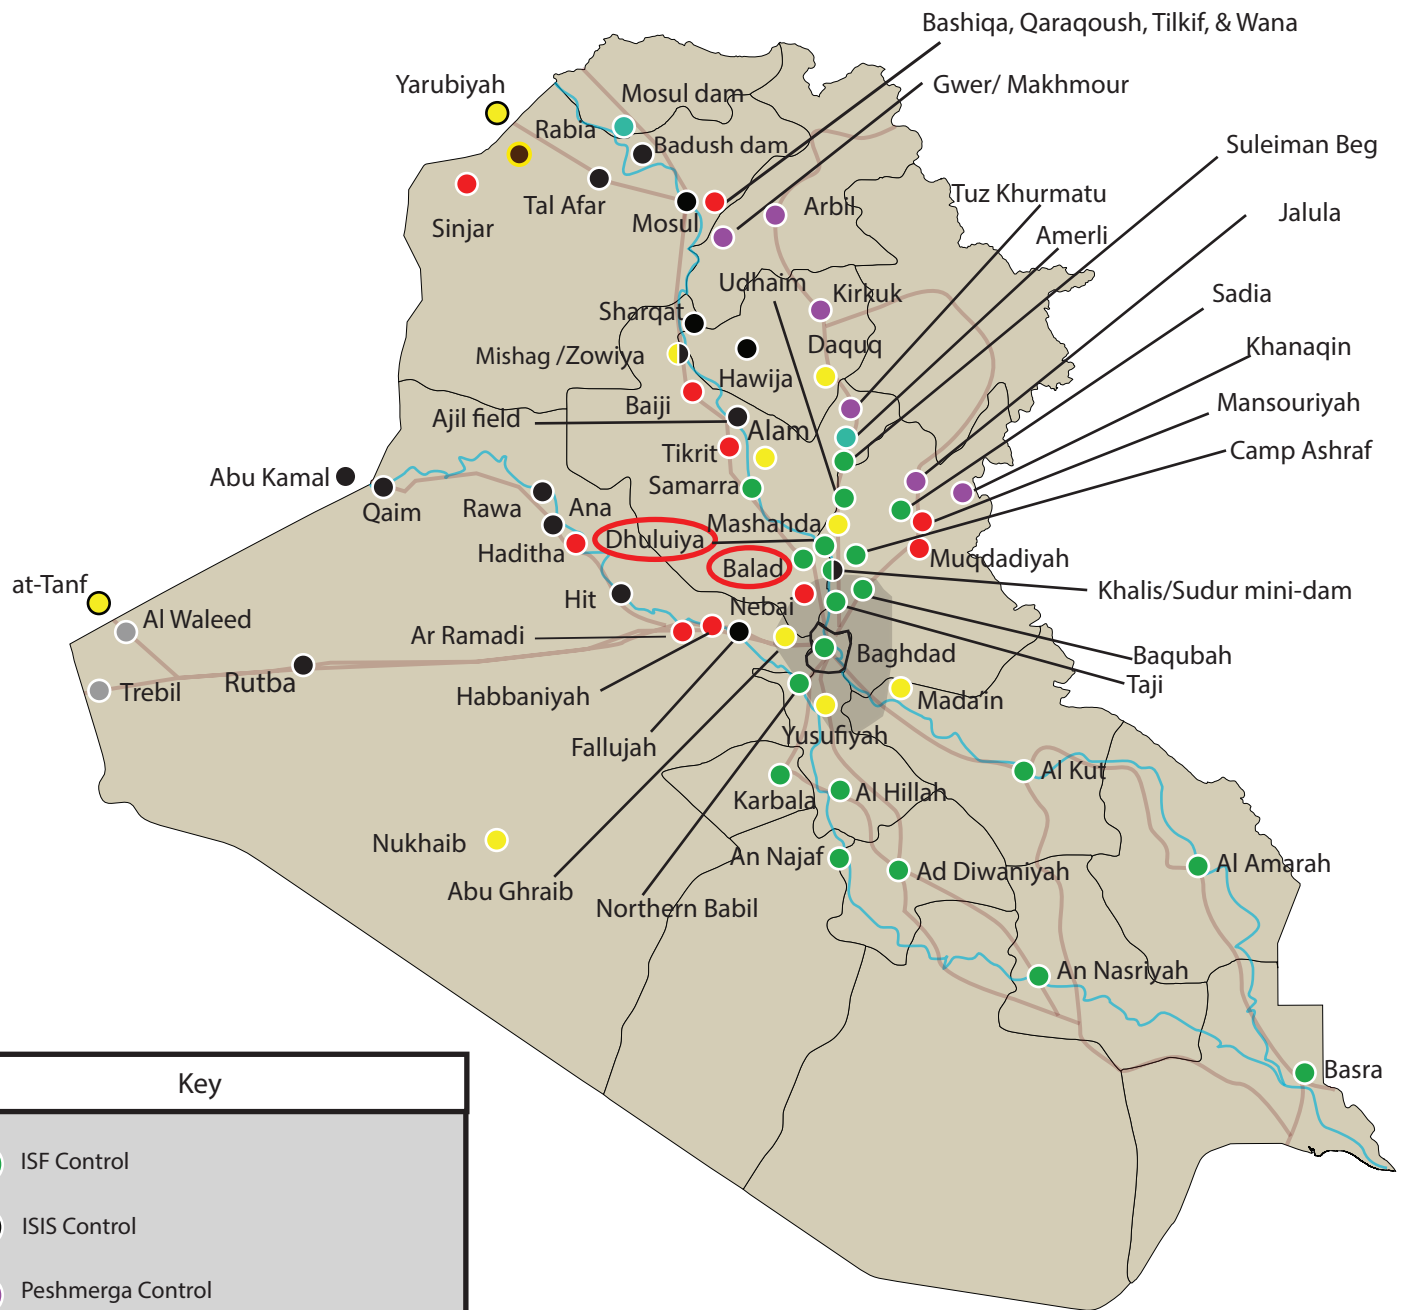 Bashiqa, Qaraqoush, Tilkif, & Wana
Yarubiyah
Mosul dam
Gwer/ Makhmour
Rabia
Badush dam
Suleiman Beg
Tal Afar
Mosul
Arbil
Tuz Khurmatu
Jalula
Sinjar
Amerli
Udhaim
Kirkuk
Sadia
Sharqat
Daquq
Khanaqin
Mishag /Zowiya
Hawija
Baiji
Mansouriyah
Ajil field
Alam
Camp Ashraf
Tikrit
Abu Kamal
Samarra
Qaim
Rawa
Ana
Mashahda
Dhuluiya
Haditha
Balad
Muqdadiyah
at-Tanf
Hit
Nebai
Khalis/Sudur mini-dam
Al Waleed
Ar Ramadi
Baghdad
Baqubah
Rutba
Trebil
Habbaniyah
Taji
Mada'in
Fallujah
Yusufiyah
Al Kut
Karbala
Al Hillah
Nukhaib
An Najaf
Ad Diwaniyah
Al Amarah
Abu Ghraib
Northern Babil
An Nasriyah
Basra
Key
ISF Control
ISIS Control
Peshmerga Control